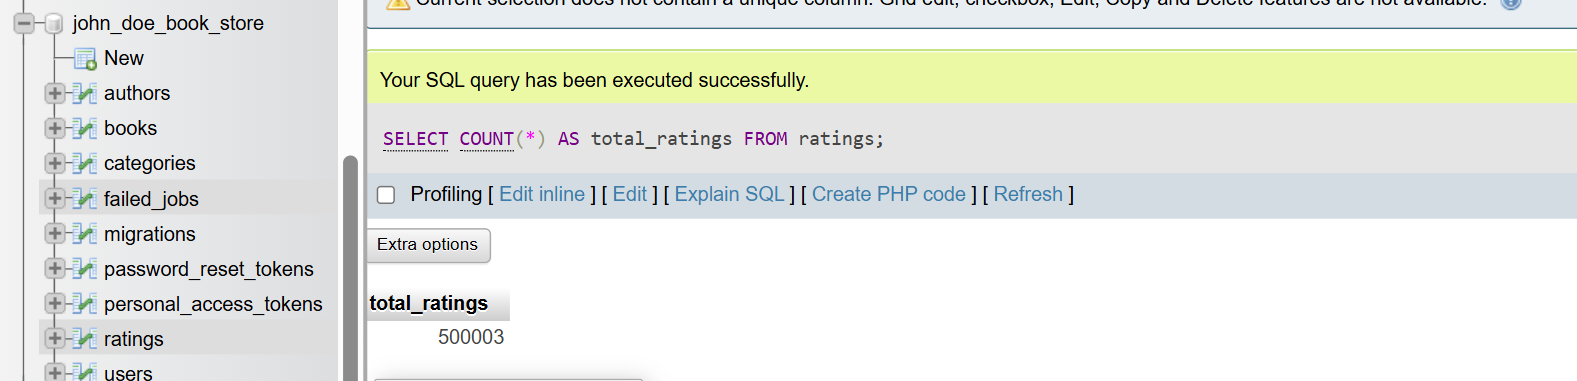 john_doe_book_store
New
authors
books
categories
failed_jobs
migrations
password_reset_tokens
personal_access_tokens
ratings
users
Current selection does not contain a unique column. Grid edit, checkbox, Edit, Copy and Delete features are not available.
Your SQL query has been executed successfully.
SELECT COUNT(*) AS total_ratings FROM ratings;
Profiling [ Edit inline ] [ Edit ] [ Explain SQL ] [ Create PHP code ] [ Refresh ]
Extra options
total_ratings
500003